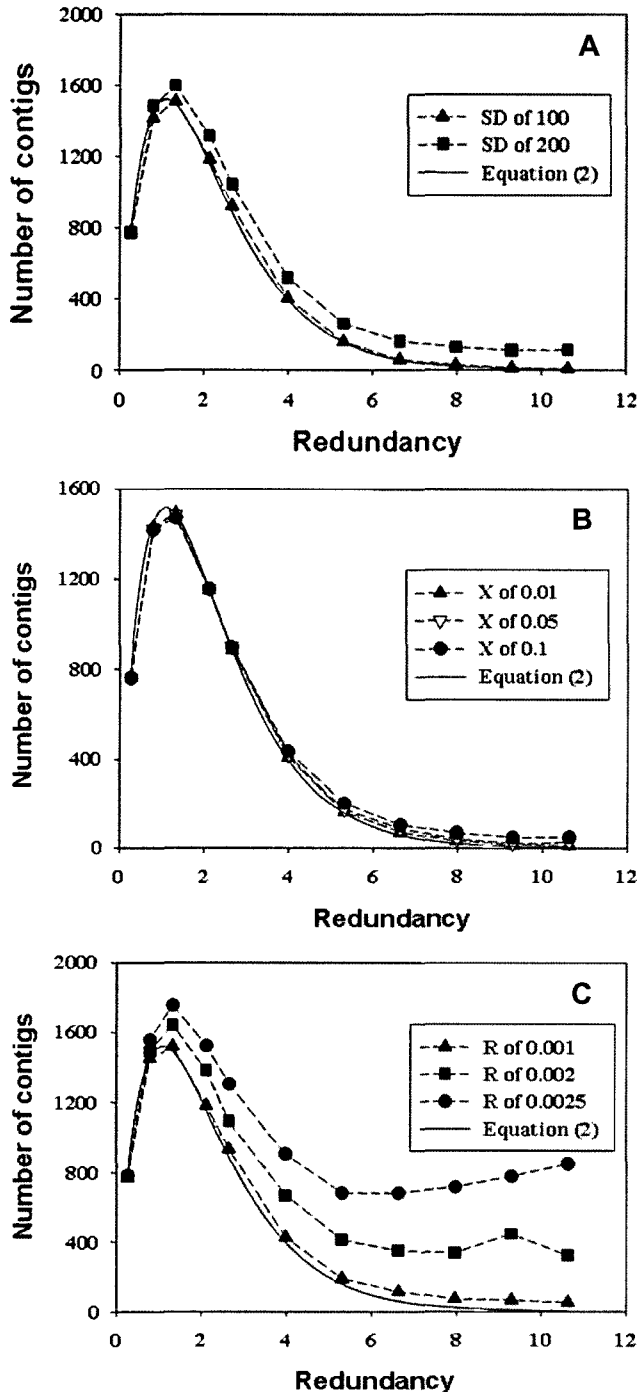 A
2000
1600
1200
800
400
0
Number of contigs
SD of 100
SD of 200
Equation (2)
0 2 4 6 8 10 12
Redundancy
B
1600
1200
800
400
0
Number of contigs
X of 0.01
X of 0.05
X of 0.1
Equation (2)
0 2 4 6 8 10 12
Redundancy
C
2000
1600
1200
800
400
0
Number of contigs
R of 0.001
R of 0.002
R of 0.0025
Equation (2)
0 2 4 6 8 10 12
Redundancy